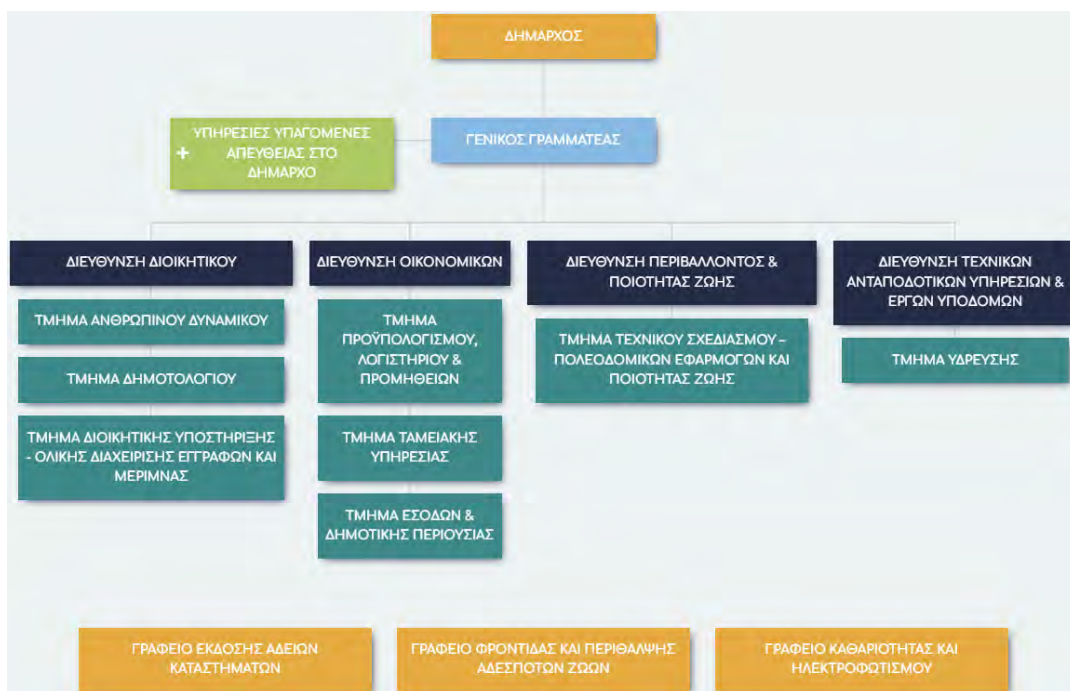 ΔΗΜΑΡΧΟΣ
ΥΠΗΡΕΣΙΕΣ ΥΠΑΓΟΜΕΝΕΣ
+ ΑΠΕΥΘΕΙΑΣ ΣΤΟ
ΔΗΜΑΡΧΟ
ΓΕΝΙΚΟΣ ΓΡΑΜΜΑΤΕΑΣ
ΔΙΕΥΘΥΝΣΗ ΔΙΟΙΚΗΤΙΚΟΥ
ΤΜΗΜΑ ΑΝΘΡΩΠΙΝΟΥ ΔΥΝΑΜΙΚΟΥ
ΤΜΗΜΑ ΔΗΜΟΤΟΛΟΓΙΟΥ
ΤΜΗΜΑ ΔΙΟΙΚΗΤΙΚΗΣ ΥΠΟΣΤΗΡΙΞΗΣ
- ΟΛΙΚΗΣ ΔΙΑΧΕΙΡΙΣΗΣ ΕΓΓΡΑΦΩΝ ΚΑΙ
ΜΕΡΙΜΝΑΣ
ΔΙΕΥΘΥΝΣΗ ΟΙΚΟΝΟΜΙΚΩΝ
ΤΜΗΜΑ
ΠΡΟΫΠΟΛΟΓΙΣΜΟΥ,
ΛΟΓΙΣΤΗΡΙΟΥ &
ΠΡΟΜΗΘΕΙΩΝ
ΤΜΗΜΑ ΤΑΜΕΙΑΚΗΣ
ΥΠΗΡΕΣΙΑΣ
ΤΜΗΜΑ ΕΣΟΔΩΝ &
ΔΗΜΟΤΙΚΗΣ ΠΕΡΙΟΥΣΙΑΣ
ΔΙΕΥΘΥΝΣΗ ΠΕΡΙΒΑΛΛΟΝΤΟΣ &
ΠΟΙΟΤΗΤΑΣ ΖΩΗΣ
ΤΜΗΜΑ ΤΕΧΝΙΚΟΥ ΣΧΕΔΙΑΣΜΟΥ –
ΠΟΛΕΟΔΟΜΙΚΩΝ ΕΦΑΡΜΟΓΩΝ ΚΑΙ
ΠΟΙΟΤΗΤΑΣ ΖΩΗΣ
ΔΙΕΥΘΥΝΣΗ ΤΕΧΝΙΚΩΝ
ΑΝΤΑΠΟΔΟΤΙΚΩΝ ΥΠΗΡΕΣΙΩΝ &
ΕΡΓΩΝ ΥΠΟΔΟΜΩΝ
ΤΜΗΜΑ ΥΔΡΕΥΣΗΣ
ΓΡΑΦΕΙΟ ΕΚΔΟΣΗΣ ΑΔΕΙΩΝ
ΚΑΤΑΣΤΗΜΑΤΩΝ
ΓΡΑΦΕΙΟ ΦΡΟΝΤΙΔΑΣ ΚΑΙ ΠΕΡΙΘΑΛΨΗΣ
ΑΔΕΣΠΟΤΩΝ ΖΩΩΝ
ΓΡΑΦΕΙΟ ΚΑΘΑΡΙΟΤΗΤΑΣ ΚΑΙ
ΗΛΕΚΤΡΟΦΩΤΙΣΜΟΥ